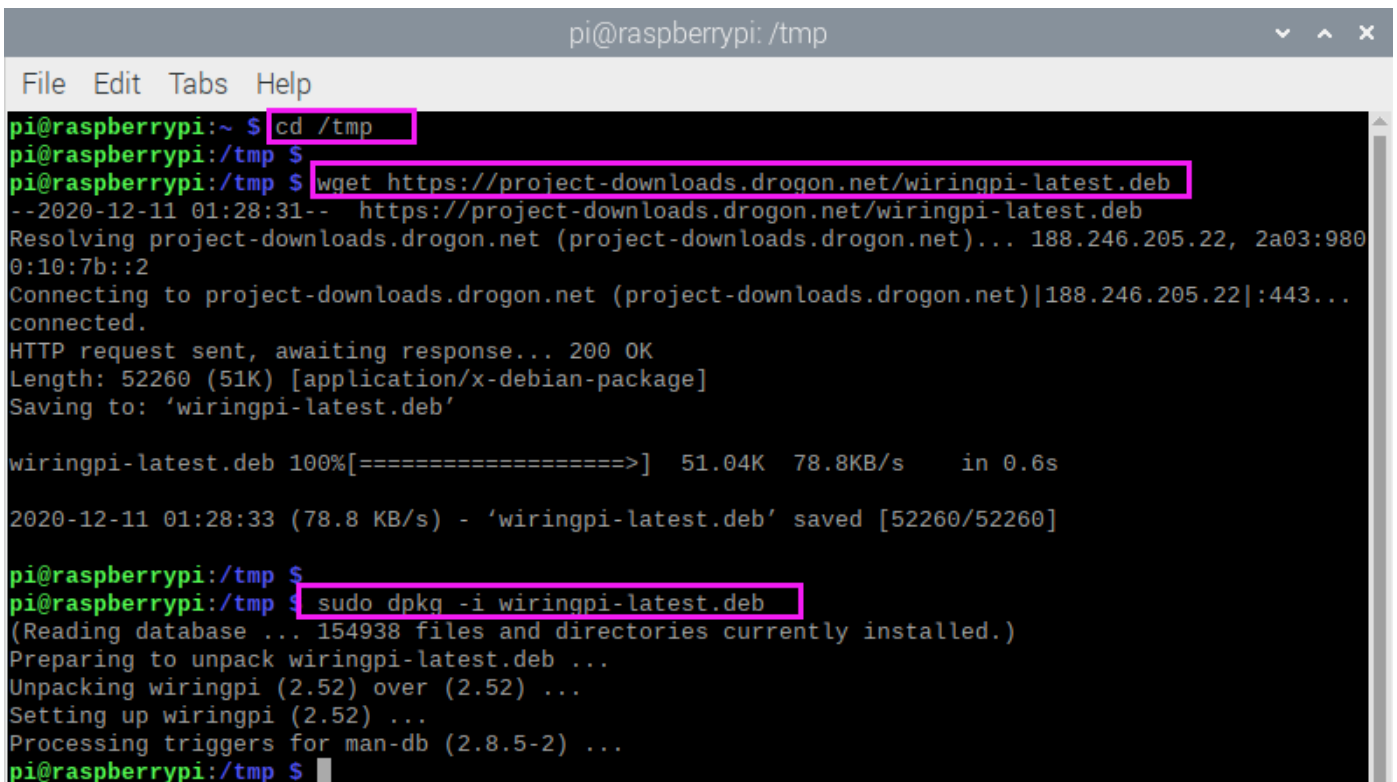 pi@raspberrypi: /tmp
File Edit Tabs Help
pi@raspberrypi:~ $ cd /tmp
pi@raspberrypi:/tmp $
pi@raspberrypi:/tmp $ wget https://project-downloads.drogon.net/wiringpi-latest.deb
--2020-12-11 01:28:31--  https://project-downloads.drogon.net/wiringpi-latest.deb
Resolving project-downloads.drogon.net (project-downloads.drogon.net)... 188.246.205.22, 2a03:980
0:10:7b::2
Connecting to project-downloads.drogon.net (project-downloads.drogon.net)|188.246.205.22|:443...
connected.
HTTP request sent, awaiting response... 200 OK
Length: 52260 (51K) [application/x-debian-package]
Saving to: ‘wiringpi-latest.deb’
wiringpi-latest.deb 100%[===================>]  51.04K  78.8KB/s    in 0.6s
2020-12-11 01:28:33 (78.8 KB/s) - ‘wiringpi-latest.deb’ saved [52260/52260]
pi@raspberrypi:/tmp $
pi@raspberrypi:/tmp $ sudo dpkg -i wiringpi-latest.deb
(Reading database ... 154938 files and directories currently installed.)
Preparing to unpack wiringpi-latest.deb ...
Unpacking wiringpi (2.52) over (2.52) ...
Setting up wiringpi (2.52) ...
Processing triggers for man-db (2.8.5-2) ...
pi@raspberrypi:/tmp $